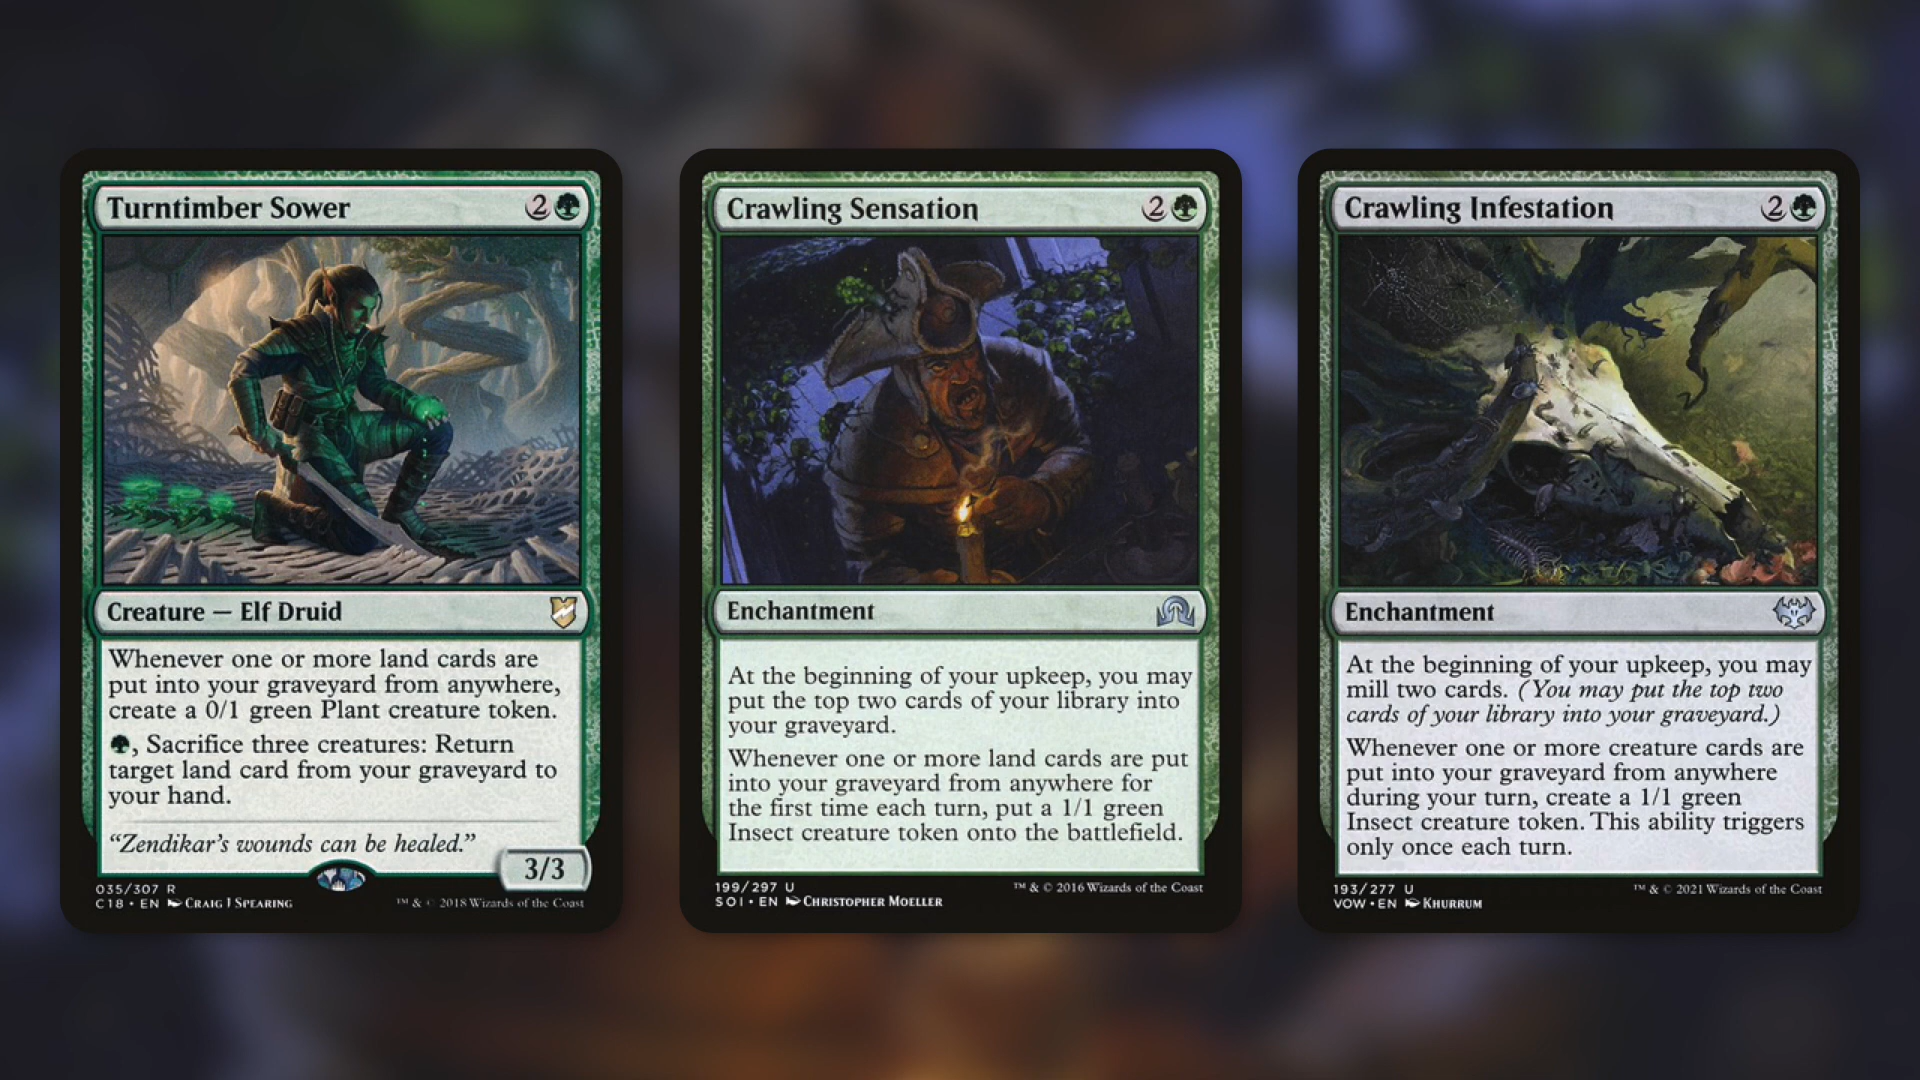 Turntimber Sower 2
Creature — Elf Druid
Whenever one or more land cards are
put into your graveyard from anywhere,
create a 0/1 green Plant creature token.
, Sacrifice three creatures: Return
target land card from your graveyard to
your hand.
“Zendikar’s wounds can be healed.”
3/3
035/307 R
C18 • EN Craig J Spearing
™ & © 2018 Wizards of the Coast
Crawling Sensation 2
Enchantment
At the beginning of your upkeep, you may
put the top two cards of your library into
your graveyard.
Whenever one or more land cards are put
into your graveyard from anywhere for
the first time each turn, put a 1/1 green
Insect creature token onto the battlefield.
199/297 U
SOI • EN Christopher Moeller
™ & © 2016 Wizards of the Coast
Crawling Infestation 2
Enchantment
At the beginning of your upkeep, you may
mill two cards. (You may put the top two
cards of your library into your graveyard.)
Whenever one or more creature cards are
put into your graveyard from anywhere
during your turn, create a 1/1 green
Insect creature token. This ability triggers
only once each turn.
193/277 U
VOW • EN Khurrum
™ & © 2021 Wizards of the Coast